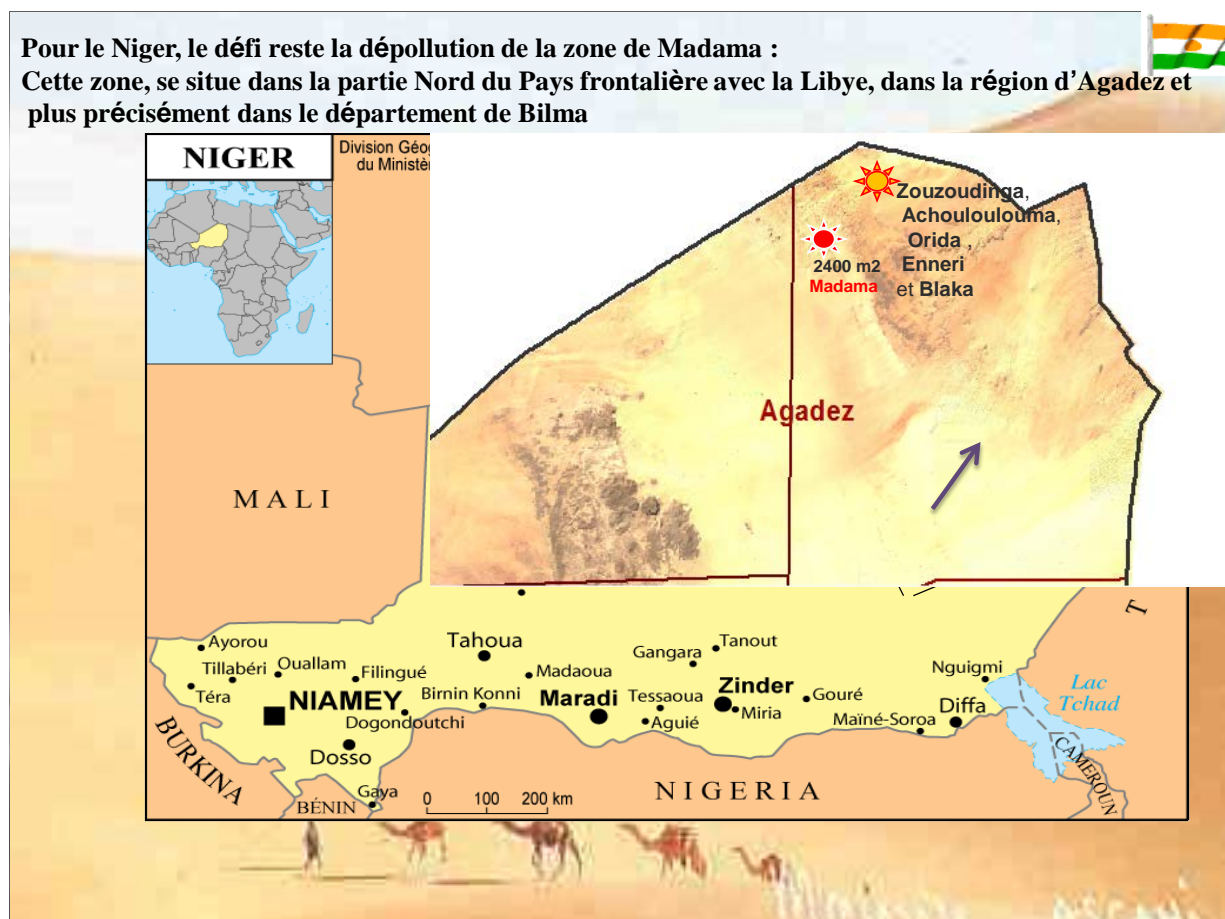 Pour le Niger, le défi reste la dépollution de la zone de Madama :
Cette zone, se situe dans la partie Nord du Pays frontalière avec la Libye, dans la région d’Agadez et
plus précisément dans le département de Bilma
NIGER
Division Géo
du Ministè
Zouzoudinga,
Achouloulouma,
Orida ,
Enneri
et Blaka
2400 m2
Madama
Agadez
MALI
T
Ayorou
Tahoua
Tanout
Gangara
Tillabéri
Ouallam
Filingué
Madaoua
Nguigmi
Téra
NIAMEY
Birnin Konni
Maradi
Tessaoua
Zinder
Gouré
Lac
Tchad
Dogondoutchi
Aguié
Miria
Maïné-Soroa
Diffa
Dosso
BURKINA
CAMEROUN
Gaya
BÉNIN
0 100 200 km
NIGERIA